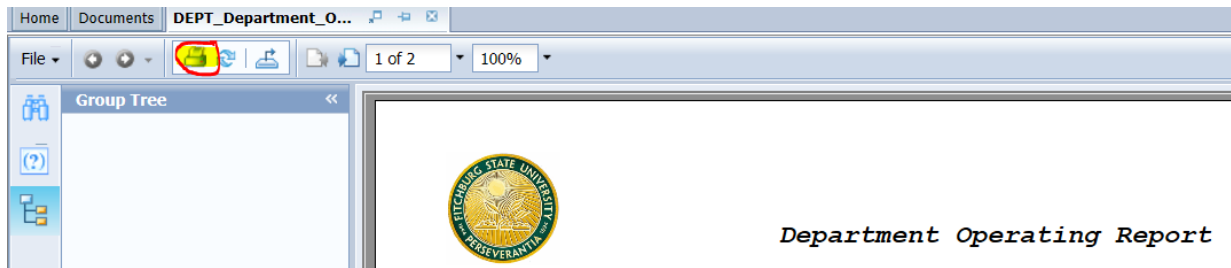 Home Documents DEPT_Department_O...
File 1 of 2 100%
Group Tree «
(?)
FITCHBURG STATE UNIVERSITY
PERSEVERANTIA
Department Operating Report